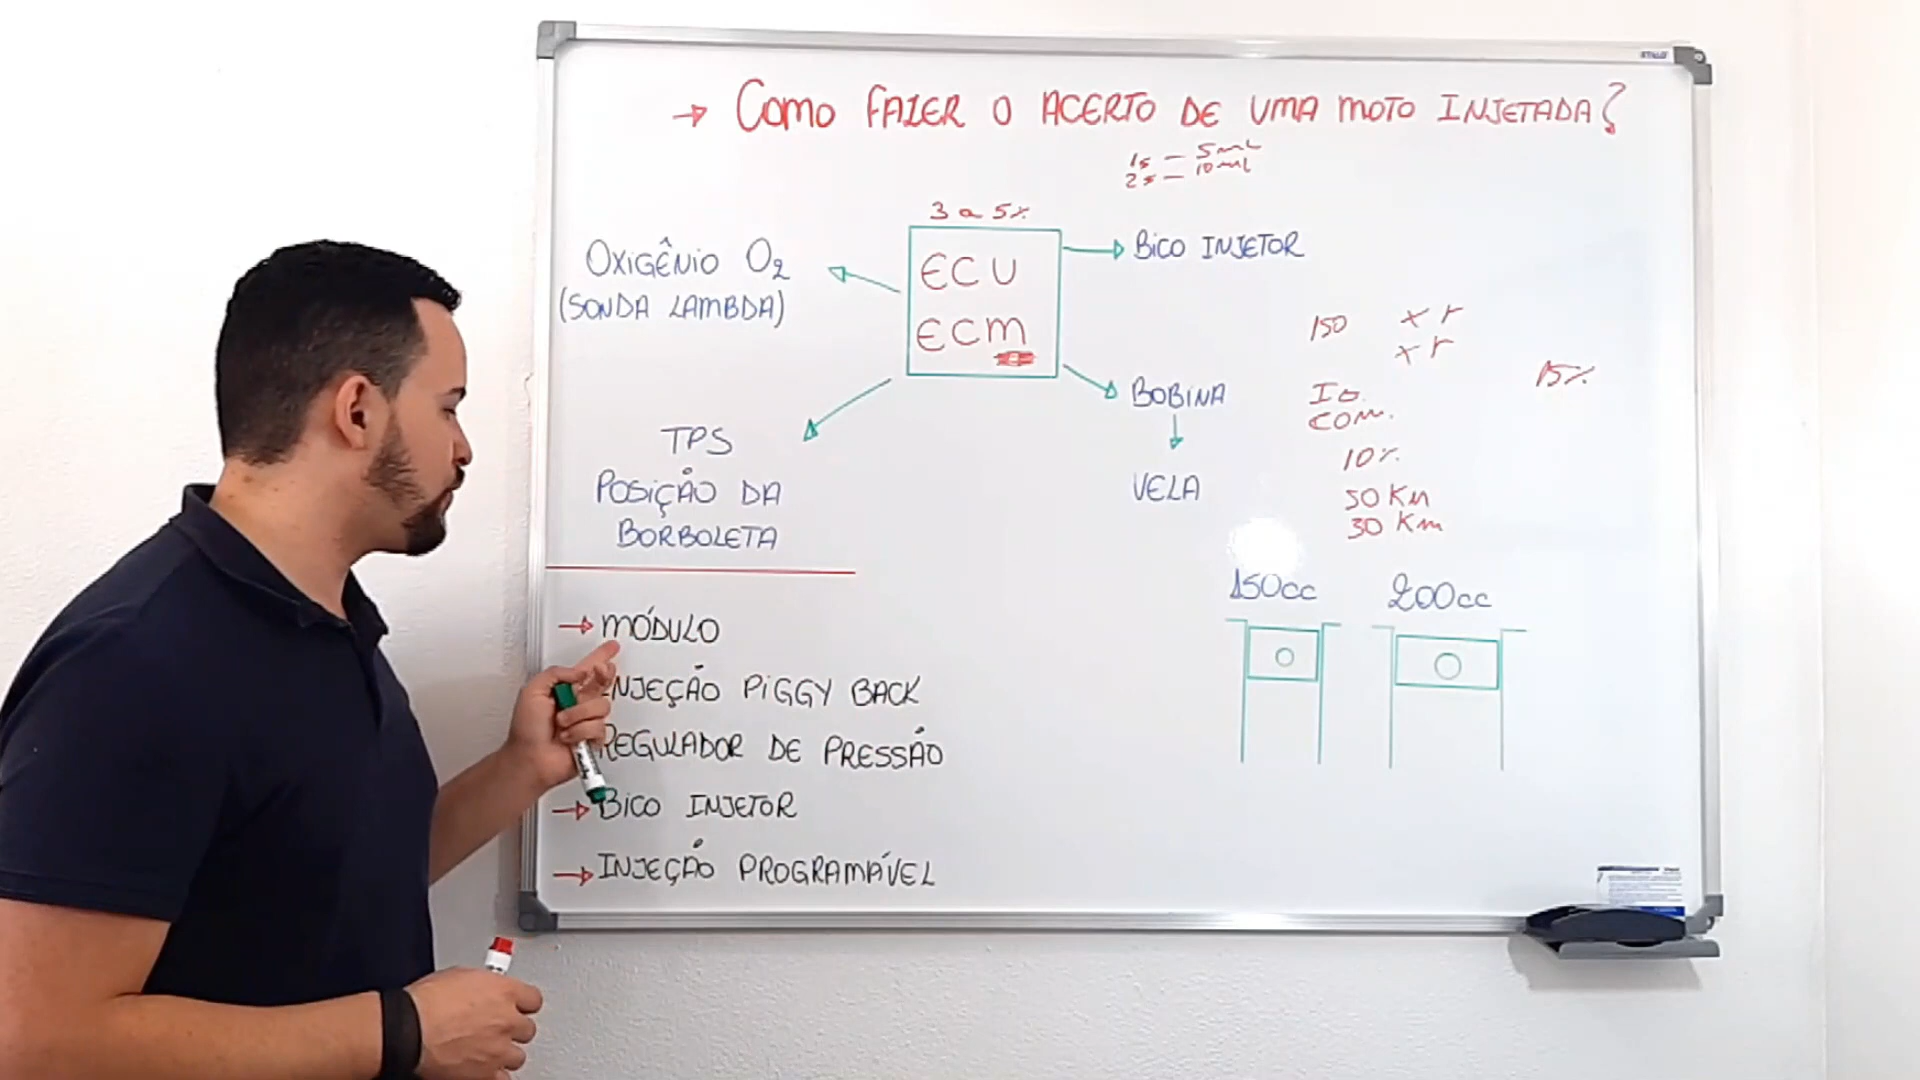 → COMO FAZER O ACERTO DE UMA MOTO INJETADA?
1s — 5mL
2s — 10mL
3 a 5%
ECU
ECM
OXIGÊNIO O2
(SONDA LAMBDA)
BICO INJETOR
TPS
POSIÇÃO DA
BORBOLETA
BOBINA
VELA
150
15%
COM.
10%
50 Km
30 Km
150cc
200cc
→ MÓDULO
INJEÇÃO PIGGY BACK
REGULADOR DE PRESSÃO
→ BICO INJETOR
→ INJEÇÃO PROGRAMÁVEL